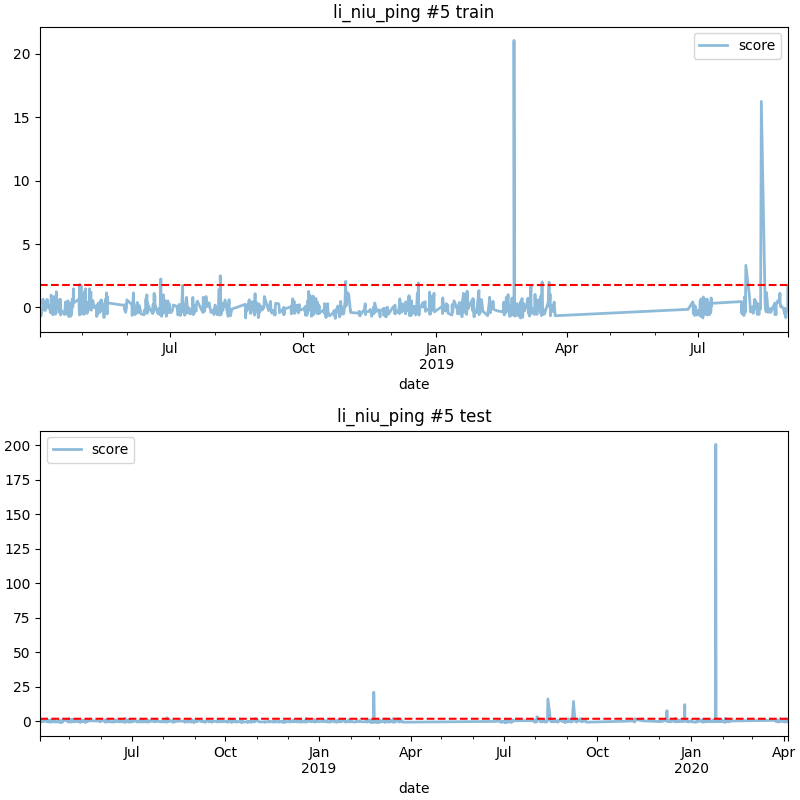 li_niu_ping #5 train
score
20
15
10
5
0
Jul
Oct
Jan
2019
Apr
Jul
date
li_niu_ping #5 test
score
200
175
150
125
100
75
50
25
0
Jul
Oct
Jan
2019
Apr
Jul
Oct
Jan
2020
Apr
date